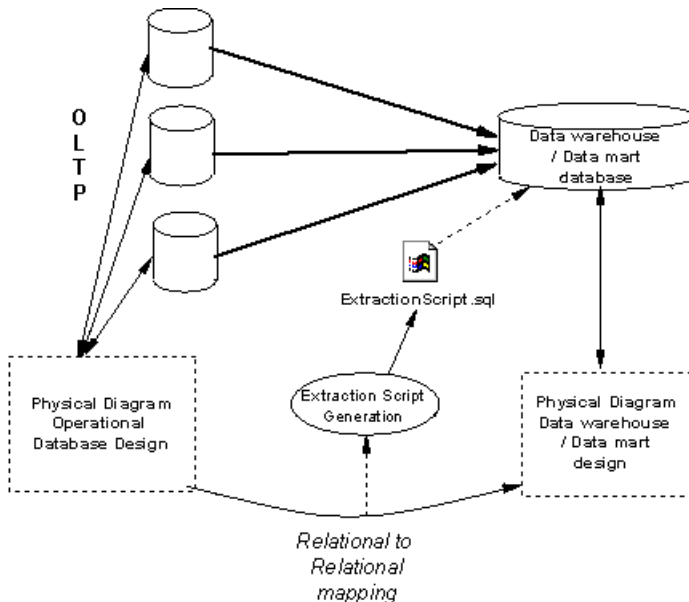 OLTP
Data warehouse
/ Data mart
database
ExtractionScript.sql
Extraction Script
Generation
Physical Diagram
Operational
Database Design
Physical Diagram
Data warehouse
/ Data mart
design
Relational to
Relational
mapping